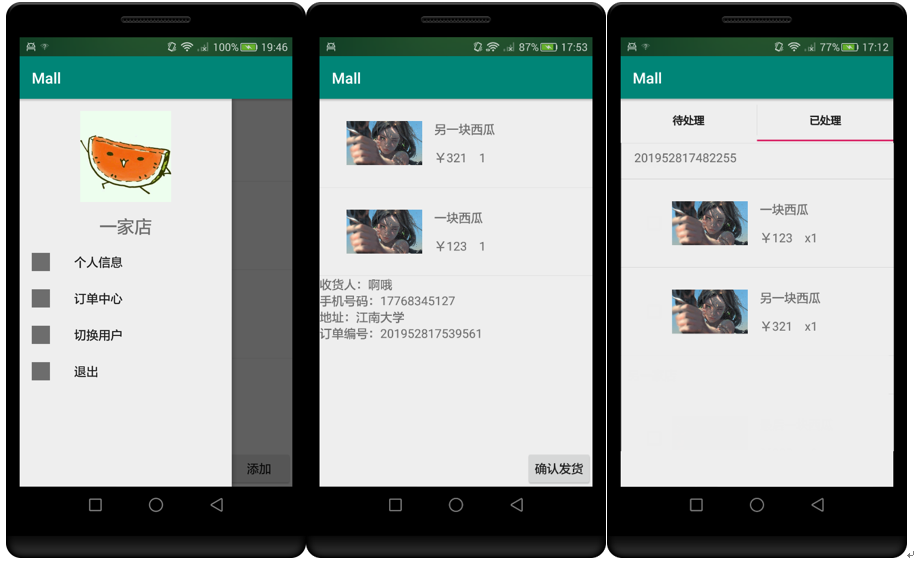 100% 19:46
Mall
一家店
个人信息
订单中心
切换用户
退出
添加
87% 17:53
Mall
另一块西瓜
￥321 1
一块西瓜
￥123 1
收货人：啊哦
手机号码：17768345127
地址：江南大学
订单编号：201952817539561
确认发货
77% 17:12
Mall
待处理 已处理
201952817482255
一块西瓜
￥123 x1
另一块西瓜
￥321 x1